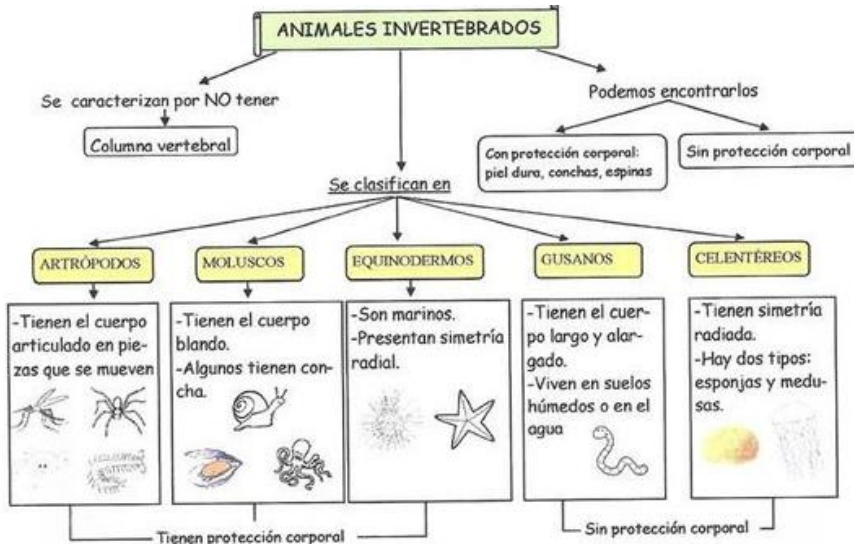 ANIMALES INVERTEBRADOS
Se caracterizan por NO tener
Columna vertebral
Podemos encontrarlos
Con protección corporal:
piel dura, conchas, espinas
Sin protección corporal
Se clasifican en
ARTRÓPODOS
MOLUSCOS
EQUINODERMOS
GUSANOS
CELENTÉREOS
-Tienen el cuerpo
articulado en pie-
zas que se mueven
-Tienen el cuerpo
blando.
-Algunos tienen con-
cha.
-Son marinos.
-Presentan simetría
radial.
-Tienen el cuer-
po largo y alar-
gado.
-Viven en suelos
húmedos o en el
agua
-Tienen simetría
radiada.
-Hay dos tipos:
esponjas y medu-
sas.
Tienen protección corporal
Sin protección corporal